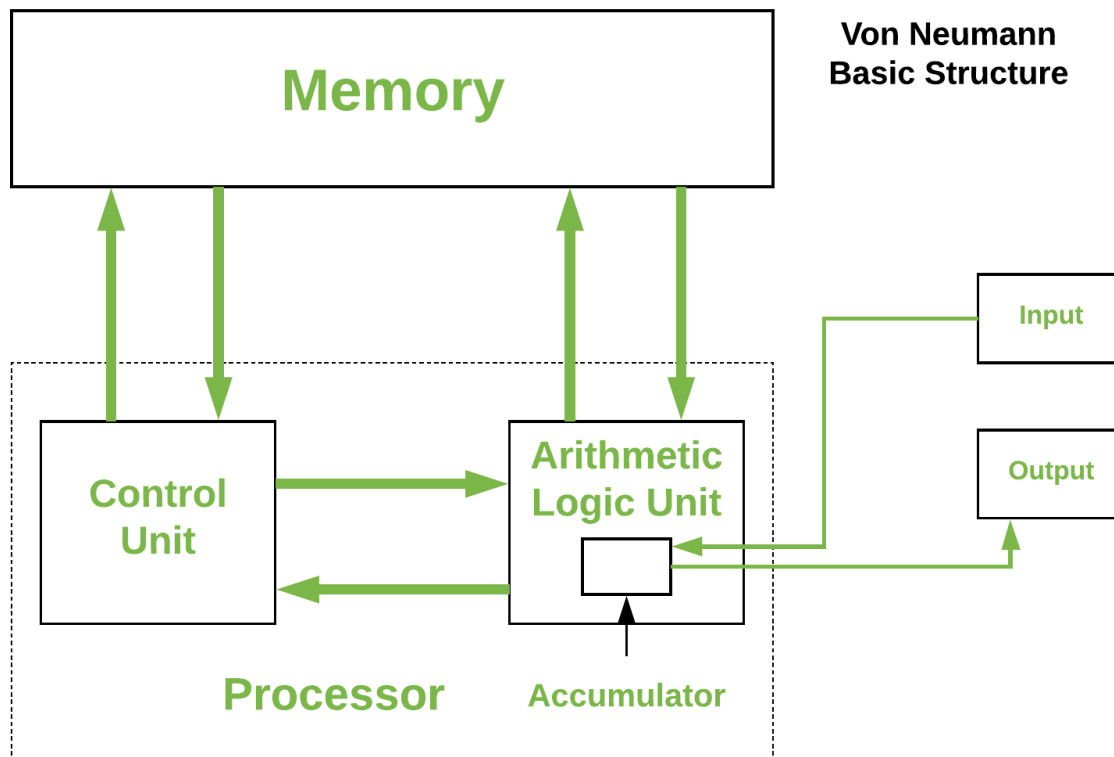 Von Neumann
Basic Structure
Memory
Input
Output
Control
Unit
Arithmetic
Logic Unit
Processor
Accumulator